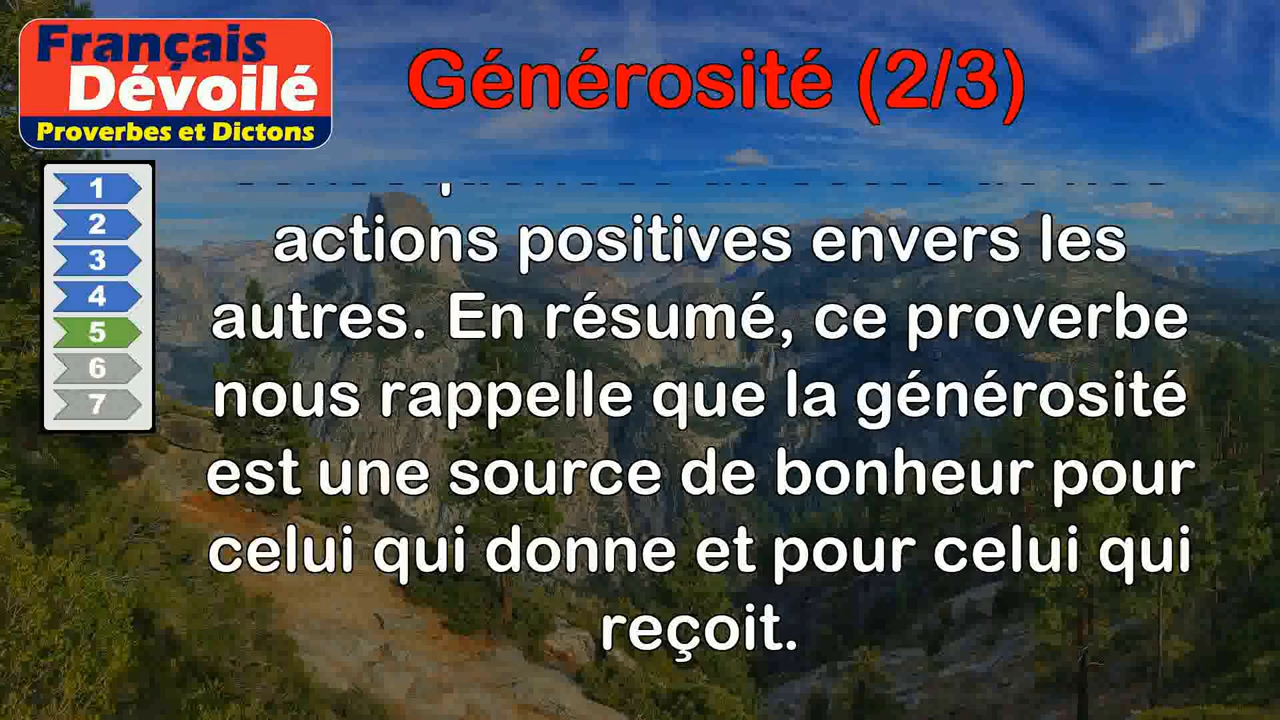 Français
Dévoilé
Proverbes et Dictons
Générosité (2/3)
1
2
3
4
5
6
7
actions positives envers les
autres. En résumé, ce proverbe
nous rappelle que la générosité
est une source de bonheur pour
celui qui donne et pour celui qui
reçoit.